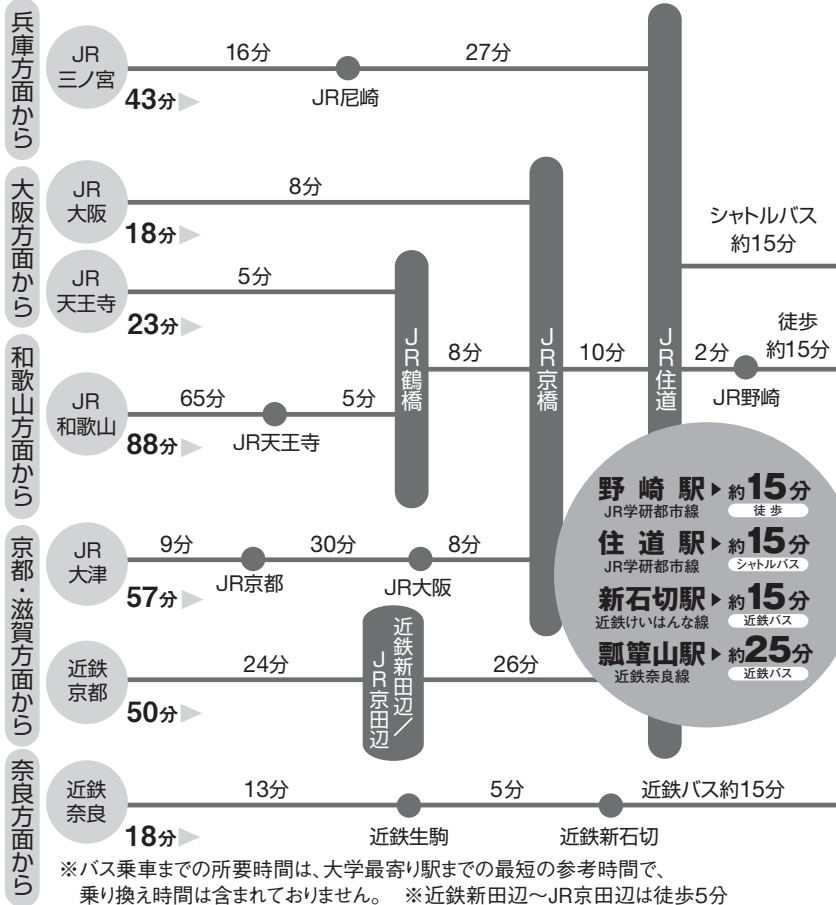 兵庫方面から
JR
三ノ宮
43分
16分
JR尼崎
27分
大阪方面から
JR
大阪
18分
8分
JR
天王寺
23分
5分
和歌山方面から
JR
和歌山
88分
65分
JR天王寺
5分
JR鶴橋
8分
JR京橋
10分
JR住道
シャトルバス
約15分
2分
JR野崎
徒歩
約15分
京都・滋賀方面から
JR
大津
57分
9分
JR京都
30分
JR大阪
8分
近鉄
京都
50分
24分
近鉄新田辺/
JR京田辺
26分
奈良方面から
近鉄
奈良
18分
13分
近鉄生駒
5分
近鉄新石切
近鉄バス約15分
野崎駅 約15分
JR学研都市線 徒歩
住道駅 約15分
JR学研都市線 シャトルバス
新石切駅 約15分
近鉄けいはんな線 近鉄バス
瓢箪山駅 約25分
近鉄奈良線 近鉄バス
※バス乗車までの所要時間は、大学最寄り駅までの最短の参考時間で、
乗り換え時間は含まれておりません。 ※近鉄新田辺〜JR京田辺は徒歩5分